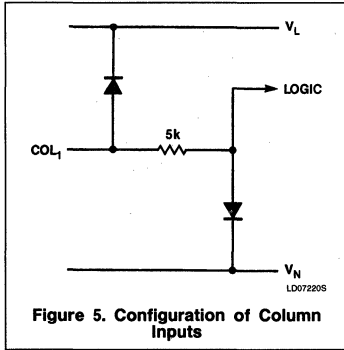 V_L
LOGIC
5k
COL_1
V_N
LD07220S
Figure 5. Configuration of Column
Inputs